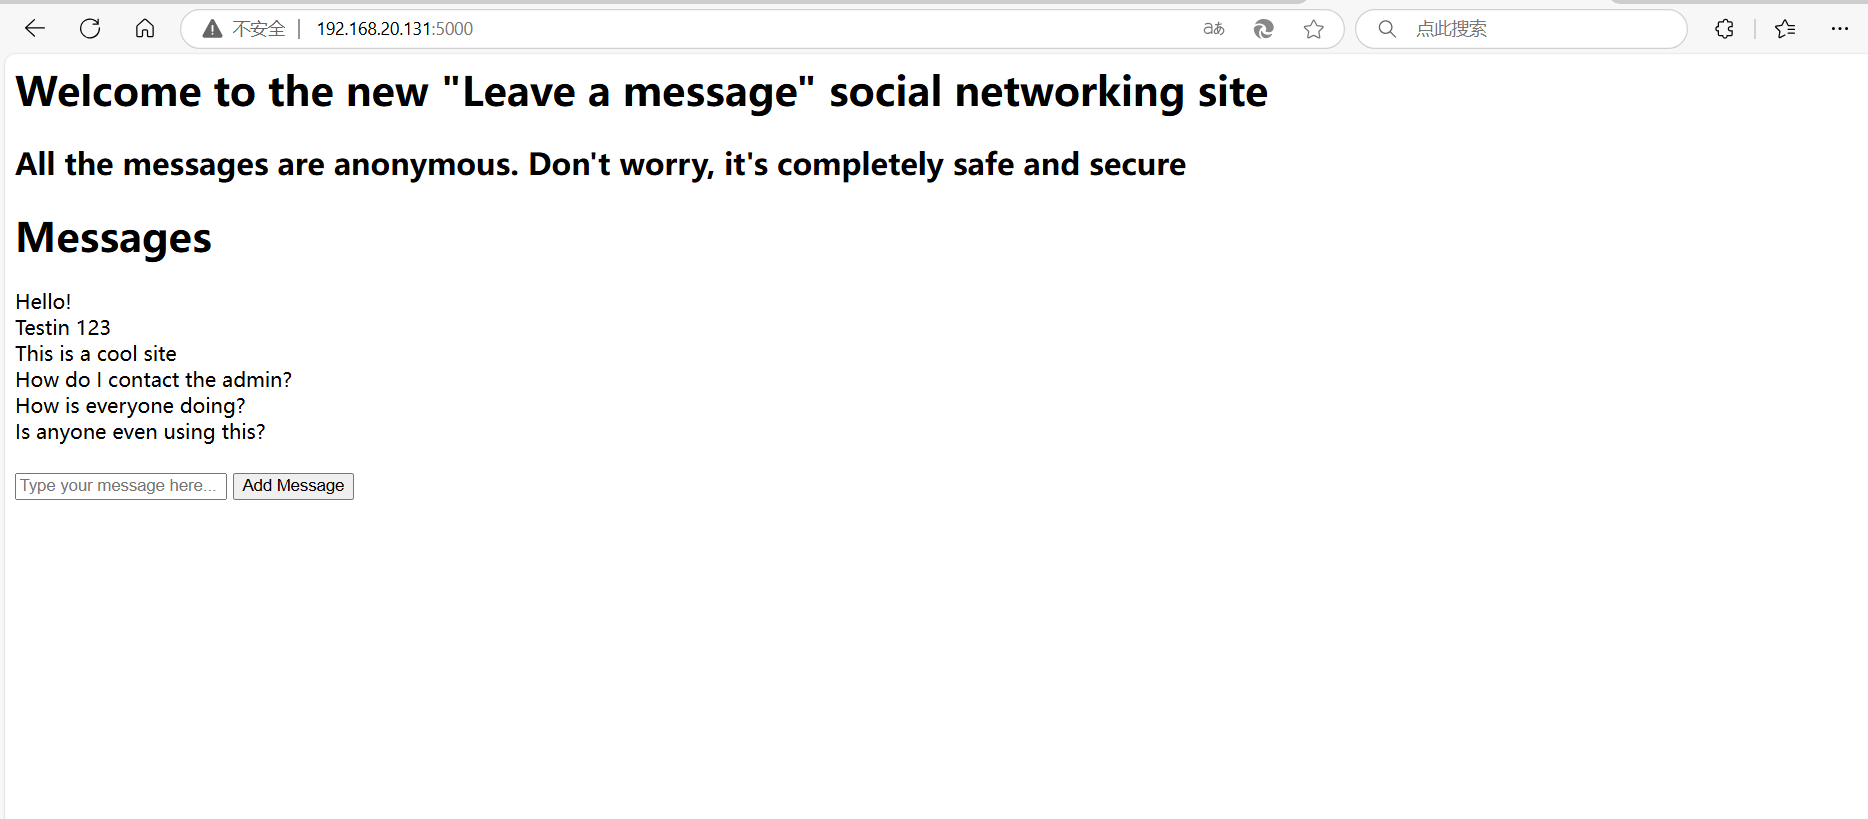 不安全 | 192.168.20.131:5000 点此搜索
Welcome to the new "Leave a message" social networking site
All the messages are anonymous. Don't worry, it's completely safe and secure
Messages
Hello!
Testin 123
This is a cool site
How do I contact the admin?
How is everyone doing?
Is anyone even using this?
Type your message here... Add Message